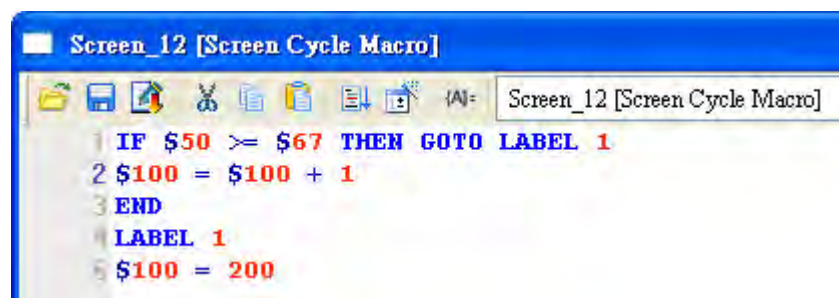 Screen_12 [Screen Cycle Macro]
{A}= Screen_12 [Screen Cycle Macro]
1 IF $50 >= $67 THEN GOTO LABEL 1
2 $100 = $100 + 1
3 END
4 LABEL 1
5 $100 = 200